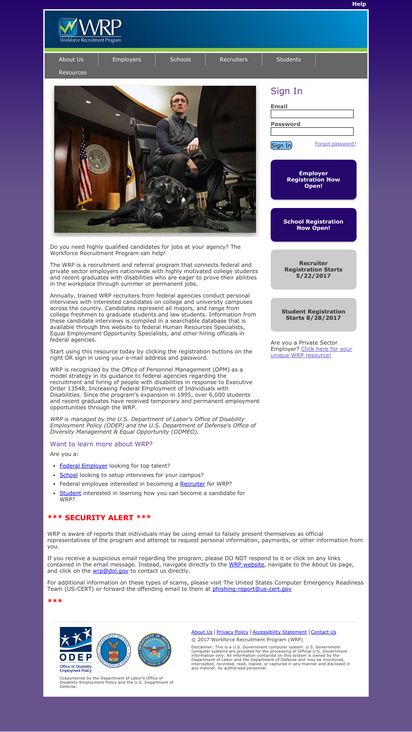 Help
WRP
Workforce Recruitment Program
About Us
Employers
Schools
Recruiters
Students
Resources
Sign In
Email
Password
Sign In
Forgot password?
Employer
Registration Now
Open!
School Registration
Now Open!
Recruiter
Registration Starts
5/22/2017
Student Registration
Starts 8/28/2017
Are you a Private Sector
Employer? Click here for your
unique WRP resource!
Do you need highly qualified candidates for jobs at your agency? The
Workforce Recruitment Program can help!
The WRP is a recruitment and referral program that connects federal and
private sector employers nationwide with highly motivated college students
and recent graduates with disabilities who are eager to prove their abilities
in the workplace through summer or permanent jobs.
Annually, trained WRP recruiters from federal agencies conduct personal
interviews with interested candidates on college and university campuses
across the country. Candidates represent all majors, and range from
college freshmen to graduate students and law students. Information from
these candidate interviews is compiled in a searchable database that is
available through this website to federal Human Resources Specialists,
Equal Employment Opportunity Specialists, and other hiring officials in
federal agencies.
Start using this resource today by clicking the registration buttons on the
right OR sign in using your e-mail address and password.
WRP is recognized by the Office of Personnel Management (OPM) as a
model strategy in its guidance to federal agencies regarding the
recruitment and hiring of people with disabilities in response to Executive
Order 13548, Increasing Federal Employment of Individuals with
Disabilities. Since the program's expansion in 1995, over 6,000 students
and recent graduates have received temporary and permanent employment
opportunities through the WRP.
WRP is managed by the U.S. Department of Labor's Office of Disability
Employment Policy (ODEP) and the U.S. Department of Defense's Office of
Diversity Management & Equal Opportunity (ODMEO).
Want to learn more about WRP?
Are you a:
• Federal Employer looking for top talent?
• School looking to setup interviews for your campus?
• Federal employee interested in becoming a Recruiter for WRP?
• Student interested in learning how you can become a candidate for
WRP?
*** SECURITY ALERT ***
WRP is aware of reports that individuals may be using email to falsely present themselves as official
representatives of the program and attempt to request personal information, payments, or other information from
you.
If you receive a suspicious email regarding the program, please DO NOT respond to it or click on any links
contained in the email message. Instead, navigate directly to the WRP website, navigate to the About Us page,
and click on the wrp@dol.gov to contact us directly.
For additional information on these types of scams, please visit The United States Computer Emergency Readiness
Team (US-CERT) or forward the offending email to them at phishing-report@us-cert.gov
***
ODEP
Office of Disability
Employment Policy
Cosponsored by the Department of Labor's Office of
Disability Employment Policy and the U.S. Department of
Defense.
About Us | Privacy Policy | Accessibility Statement | Contact Us
© 2017 Workforce Recruitment Program (WRP)
Disclaimer: This is a U.S. Government computer system. U.S. Government
computer systems are provided for the processing of Official U.S. Government
information only. All information contained on this system is owned by the
Department of Labor and the Department of Defense and may be monitored,
intercepted, recorded, read, copied, or captured in any manner and disclosed in
any manner, by authorised personnel.